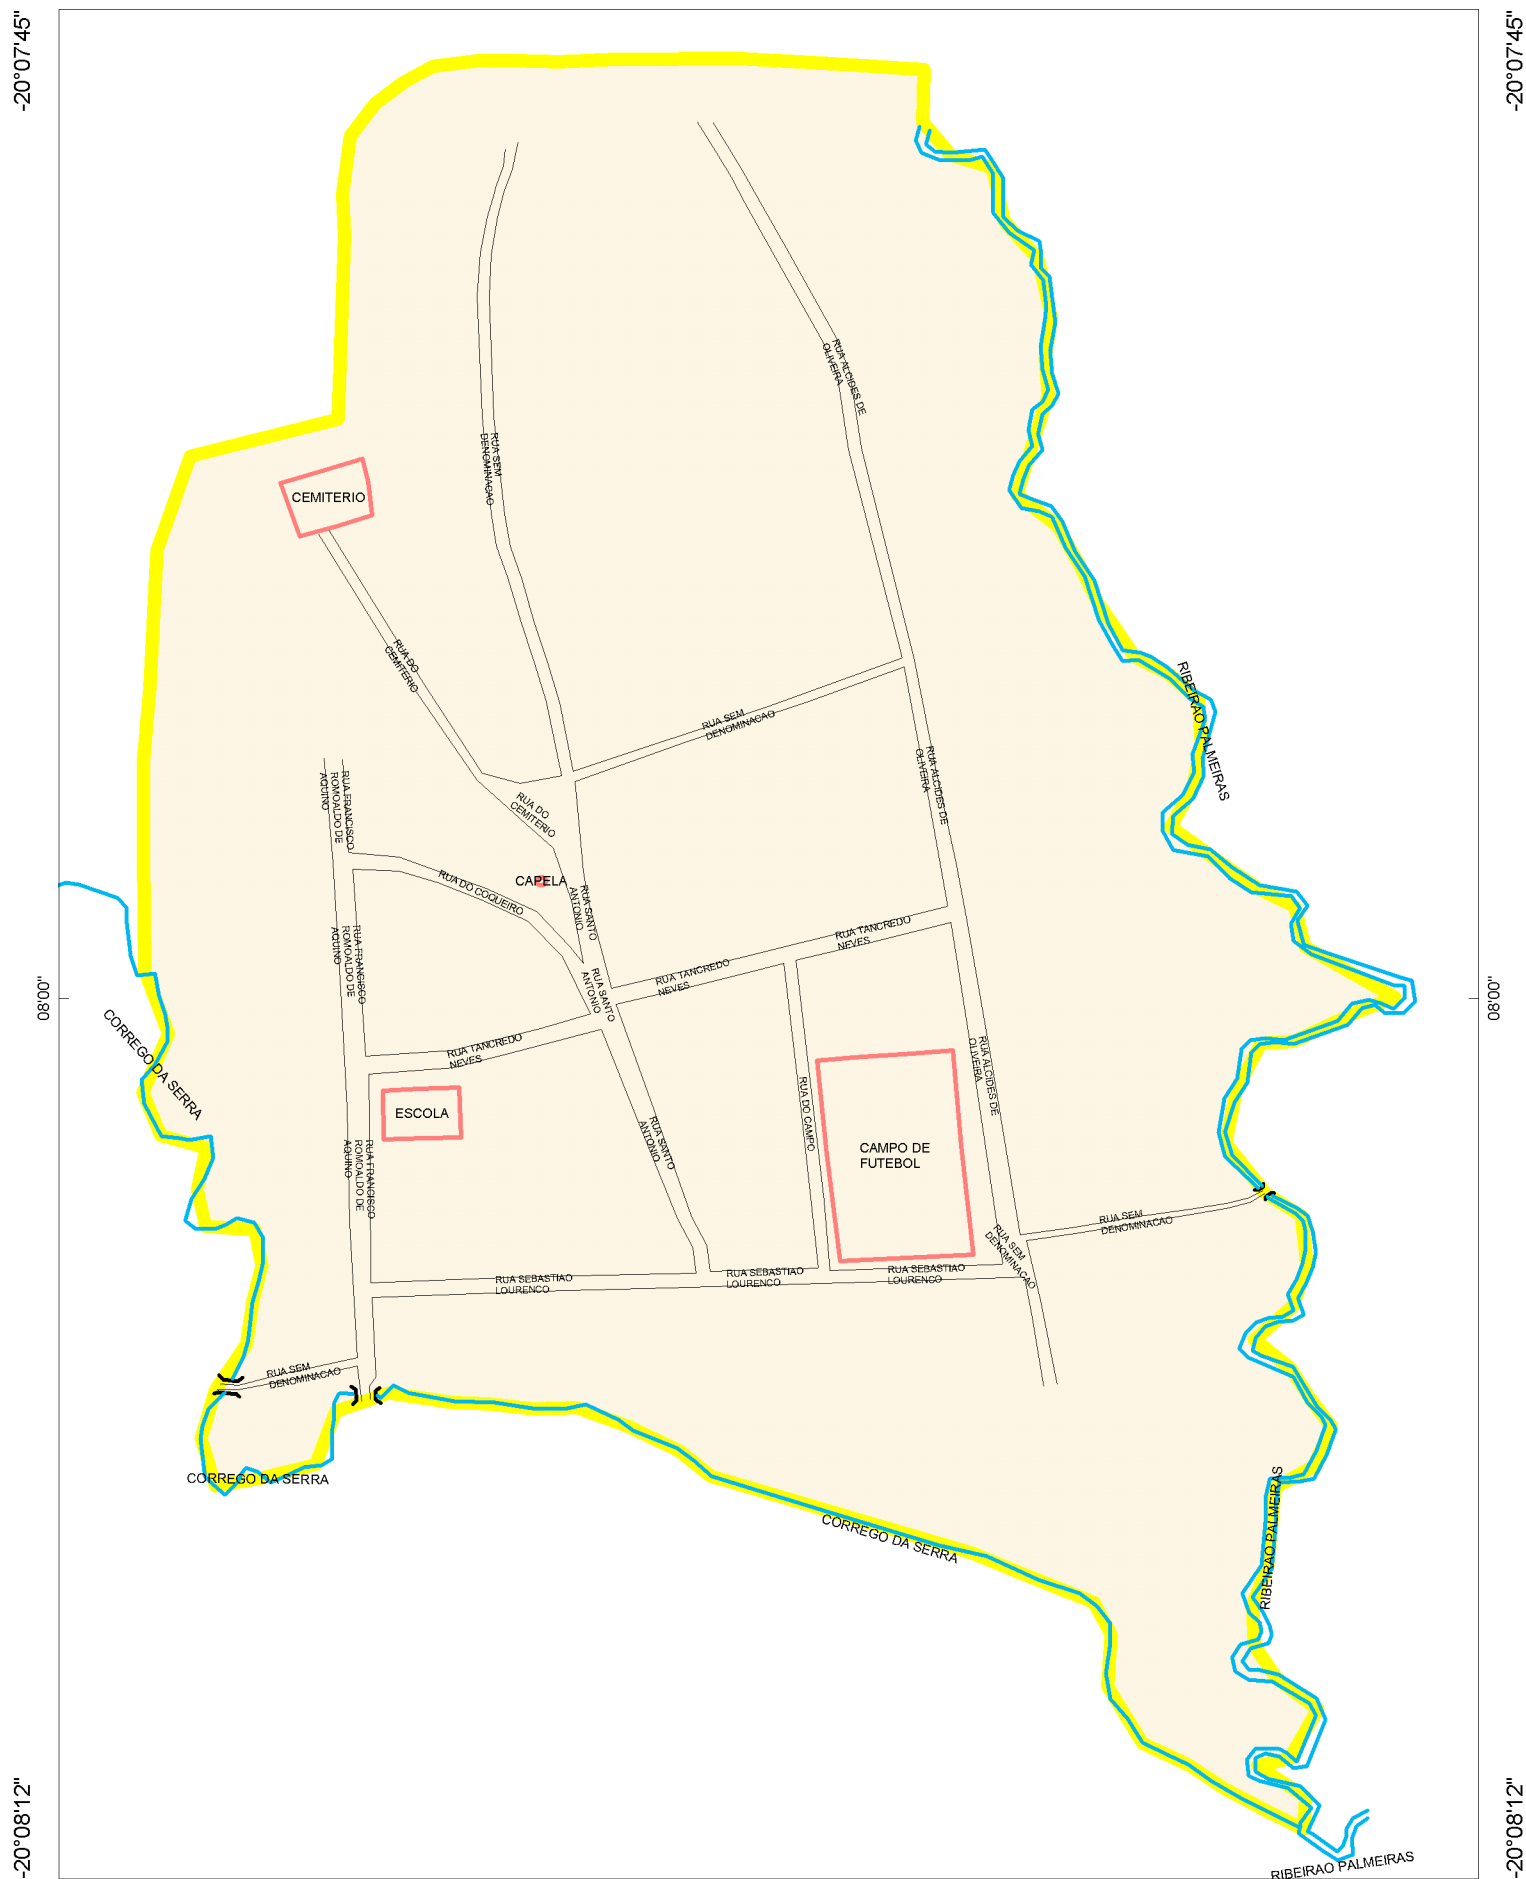 -20°07'45"
-20°07'45"
RUA ALCIDES DE
OLIVEIRA
RUA SEM
DENOMINACAO
CEMITERIO
RUA DO
CEMITERIO
RIBEIRAO PALMEIRAS
RUA SEM
DENOMINACAO
RUA ALCIDES DE
OLIVEIRA
RUA FRANCISCO
ROMOALDO DE
AQUINO
RUA DO
CEMITERIO
CAPELA
RUA DO COQUEIRO
RUA SANTO
ANTONIO
RUA TANCREDO
NEVES
RUA FRANCISCO
ROMOALDO DE
AQUINO
RUA TANCREDO
NEVES
RUA SANTO
ANTONIO
08'00"
08'00"
CORREGO DA SERRA
RUA TANCREDO
NEVES
RUA ALCIDES DE
OLIVEIRA
ESCOLA
RUA DO CAMPO
CAMPO DE
FUTEBOL
RUA SANTO
ANTONIO
RUA FRANCISCO
ROMOALDO DE
AQUINO
RUA SEM
DENOMINACAO
RUA SEM
DENOMINACAO
RUA SEBASTIAO
LOURENCO
RUA SEBASTIAO
LOURENCO
RUA SEBASTIAO
LOURENCO
RUA SEM
DENOMINACAO
CORREGO DA SERRA
CORREGO DA SERRA
RIBEIRAO PALMEIRAS
-20°08'12"
-20°08'12"
RIBEIRAO PALMEIRAS